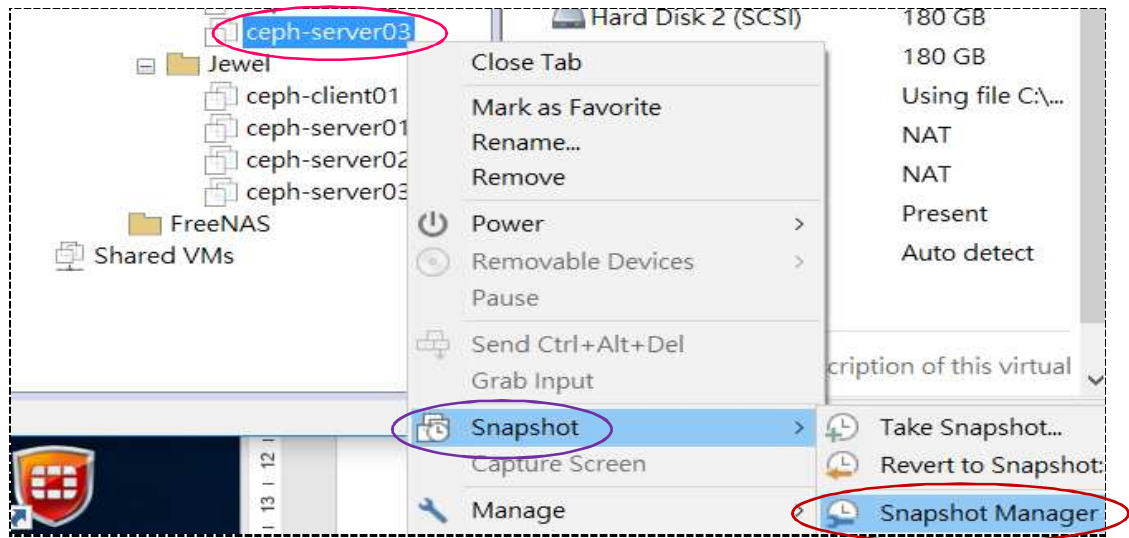 ceph-server03
Jewel
ceph-client01
ceph-server01
ceph-server02
ceph-server03
FreeNAS
Shared VMs
Close Tab
Mark as Favorite
Rename...
Remove
Power >
Removable Devices >
Pause
Send Ctrl+Alt+Del
Grab Input
Snapshot >
Capture Screen
Manage >
Hard Disk 2 (SCSI) 180 GB
180 GB
Using file C:\...
NAT
NAT
Present
Auto detect
cription of this virtual
Take Snapshot...
Revert to Snapshot:
Snapshot Manager
12
13